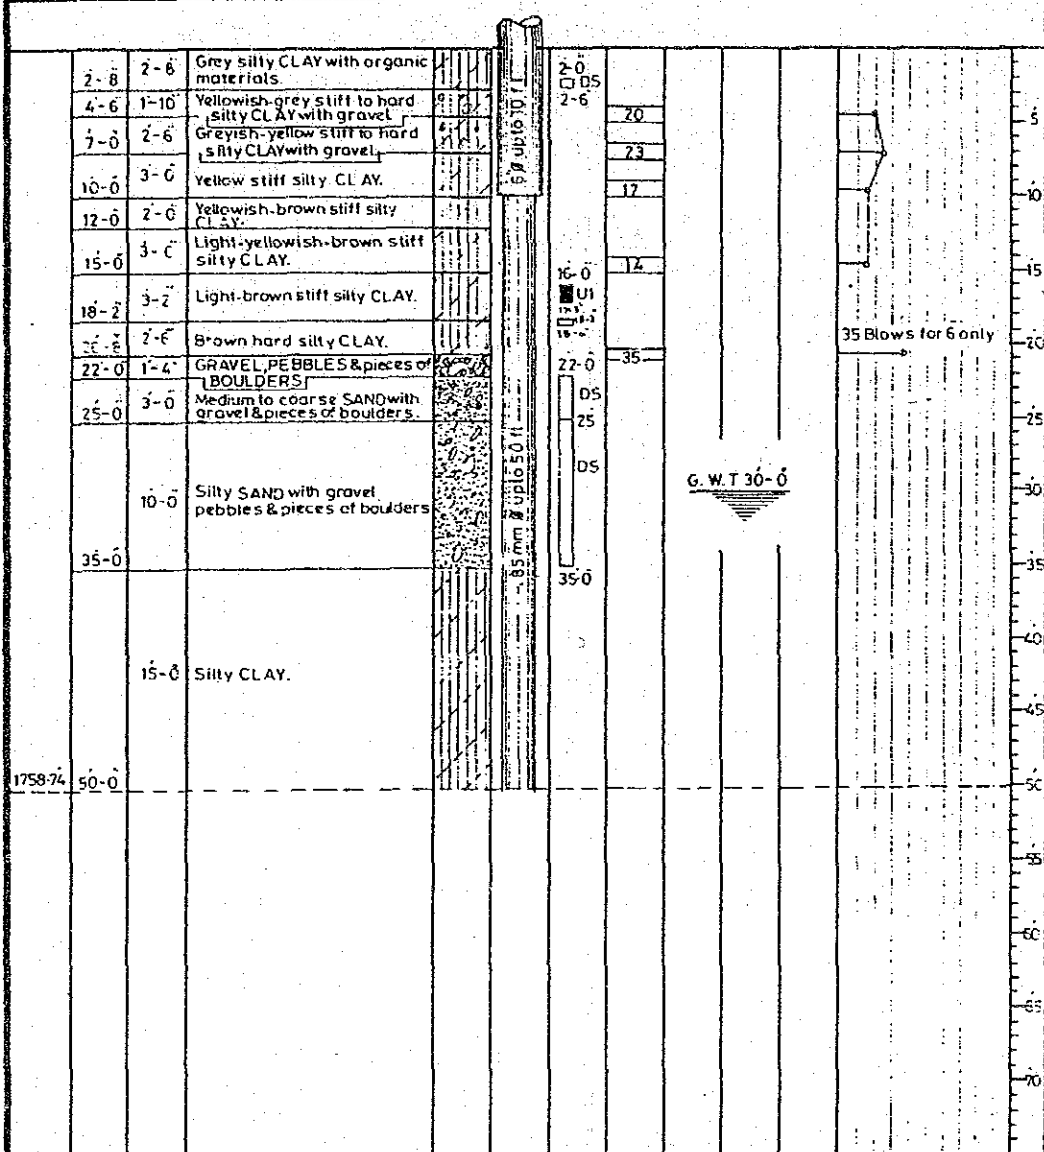 2-8 2-8 Grey silty CLAY with organic
materials.
4-6 1-10 Yellowish-grey stiff to hard
silty CLAY with gravel
7-0 2-6 Greyish-yellow stiff to hard
silty CLAY with gravel.
10-0 3-0 Yellow stiff silty CLAY.
12-0 2-0 Yellowish-brown stiff silty
CLAY.
15-0 3- Light-yellowish-brown stiff
silty CLAY.
18-2 3-2 Light-brown stiff silty CLAY.
2-6 Brown hard silty CLAY.
22-0 1-4 GRAVEL, PEBBLES & pieces of
BOULDERS
25-0 3-0 Medium to coarse SAND with
gravel & pieces of boulders.
10-0 Silty SAND with gravel
pebbles & pieces of boulders
35-0
15-0 Silty CLAY.
1758.74 50-0
6 Ø upto 10 ft
85 mm Ø upto 50 ft
2-0
DS
2-6
16-0
U1
22-0
DS
25
DS
35-0
20
23
17
14
35
G. W. T 30-0
35 Blows for 6 only
5
10
15
20
25
30
35
40
45
50
55
60
65
70